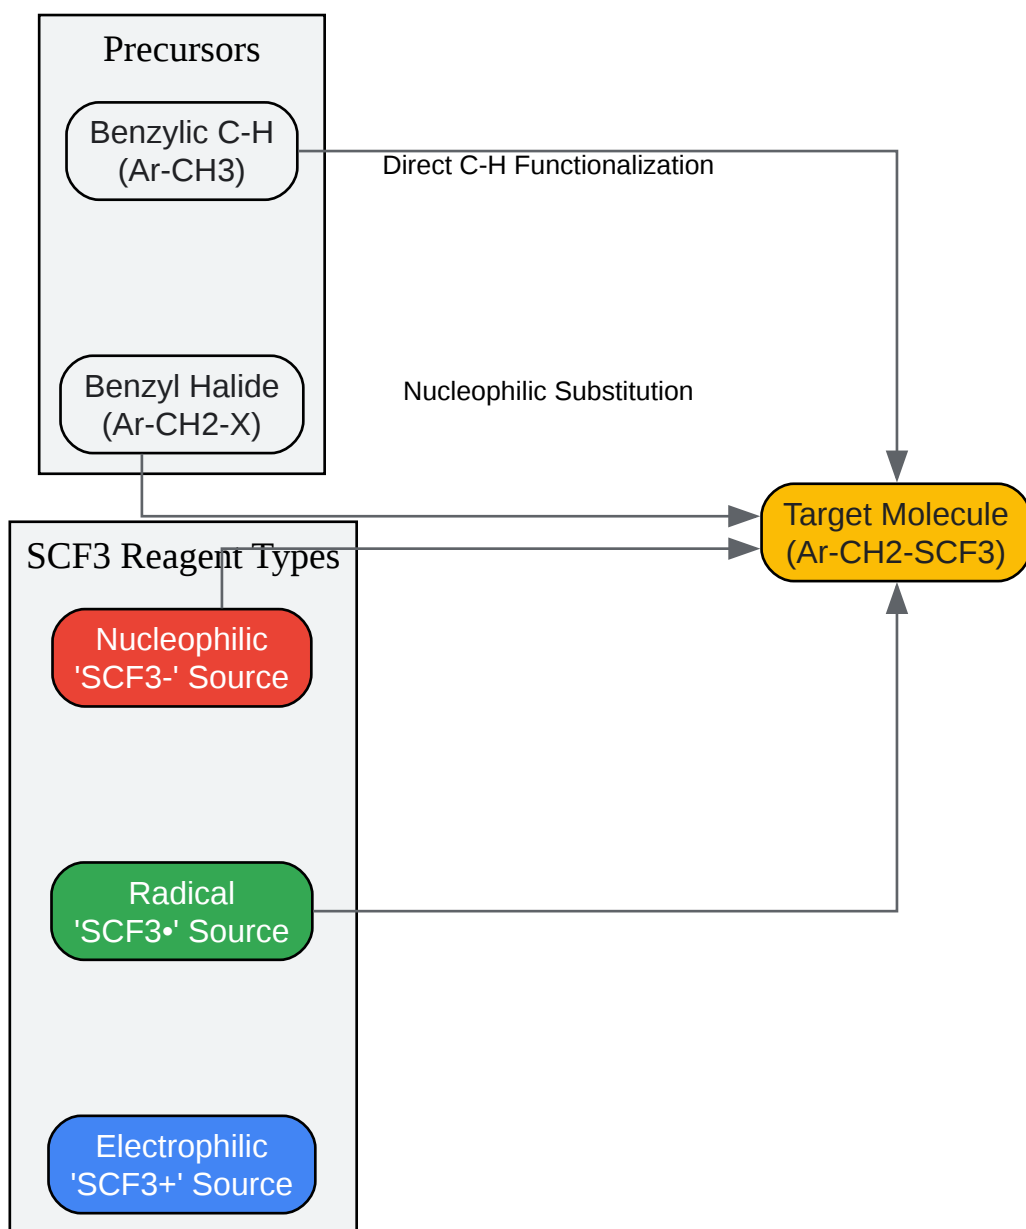 Precursors
Benzylic C-H
(Ar-CH3)
Direct C-H Functionalization
Benzyl Halide
(Ar-CH2-X)
Nucleophilic Substitution
Target Molecule
(Ar-CH2-SCF3)
SCF3 Reagent Types
Nucleophilic
'SCF3-' Source
Radical
'SCF3•' Source
Electrophilic
'SCF3+' Source